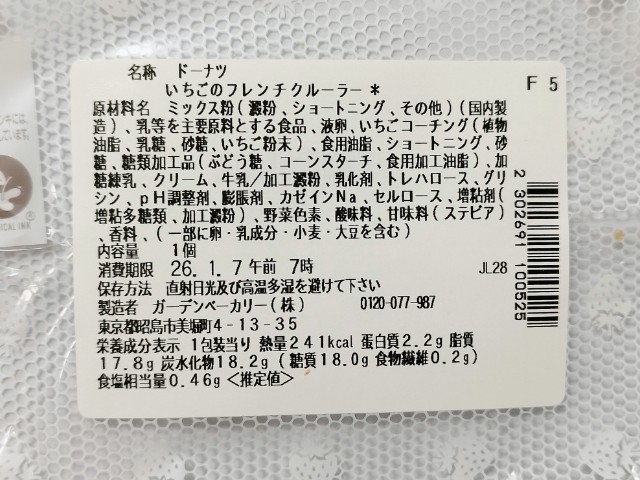 名称 ドーナツ
いちごのフレンチクルーラー*
F 5
原材料名 ミックス粉(澱粉、ショートニング、その他)(国内製
造)、乳等を主要原料とする食品、液卵、いちごコーチング(植物
油脂、乳糖、砂糖、いちご粉末)、食用油脂、ショートニング、砂
糖、糖類加工品(ぶどう糖、コーンスターチ、食用加工油脂)、加
糖練乳、クリーム、牛乳/加工澱粉、乳化剤、トレハロース、グリ
シン、pH調整剤、膨脹剤、カゼインNa、セルロース、増粘剤(
増粘多糖類、加工澱粉)、野菜色素、酸味料、甘味料(ステビア)
、香料、(一部に卵・乳成分・小麦・大豆を含む)
内容量 1個
消費期限 26.1.7午前 7時
JL28
保存方法 直射日光及び高温多湿を避けて下さい
製造者 ガーデンベーカリー(株) 0120-077-987
東京都昭島市美堀町4-13-35
栄養成分表示 1包装当り 熱量241kcal 蛋白質2.2g 脂質
17.8g 炭水化物18.2g(糖質18.0g 食物繊維0.2g)
食塩相当量0.46g<推定値>
2 302691 100525